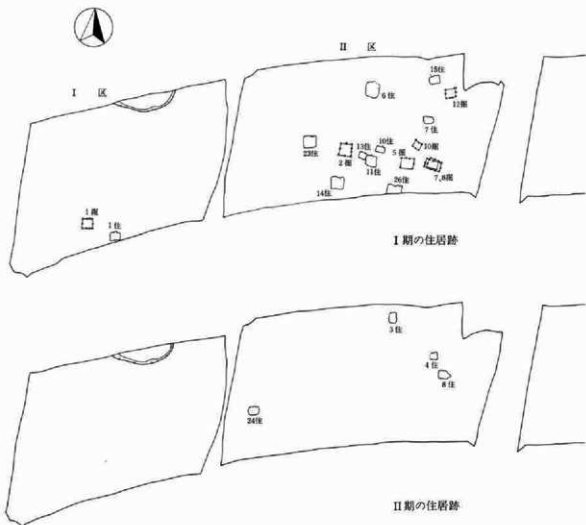 II 区
I 区
15住
12掘
6住
7住
23住
2掘
13住
10住
10掘
11住
5掘
7,8掘
14住
26住
1掘
1住
I期の住居跡
3住
4住
8住
24住
II期の住居跡